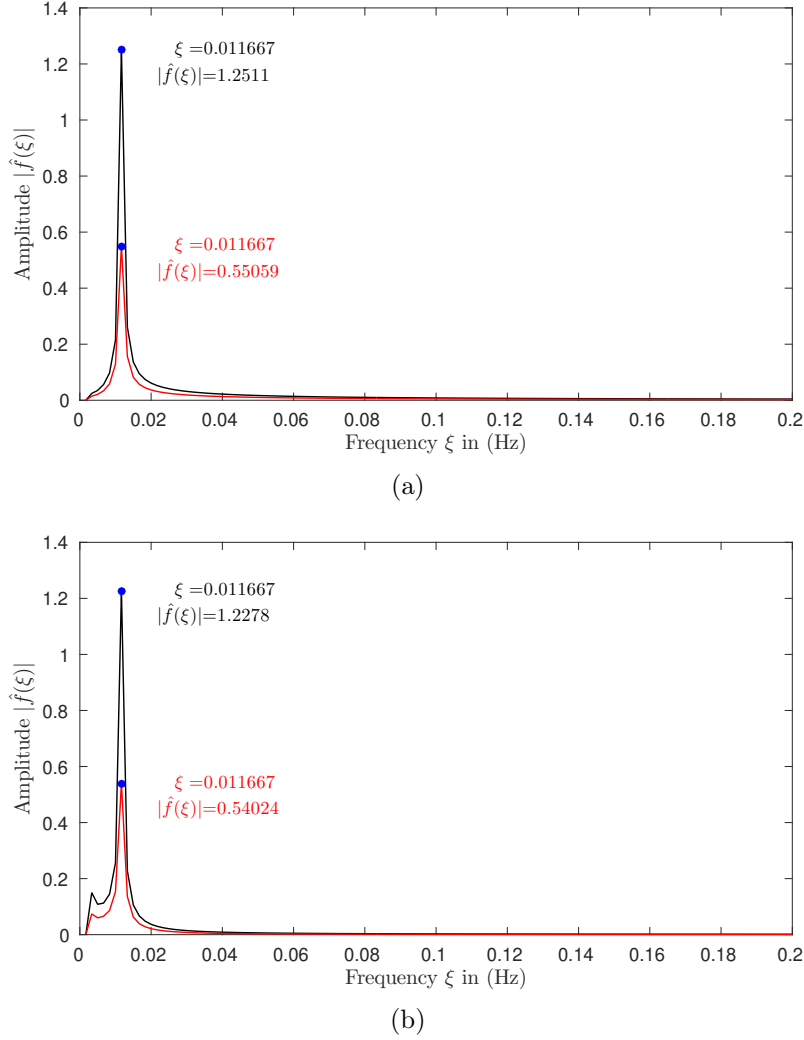 1.4
1.2
1
0.8
0.6
0.4
0.2
0
Amplitude |f̂(ξ)|
ξ =0.011667
|f̂(ξ)|=1.2511
ξ =0.011667
|f̂(ξ)|=0.55059
0 0.02 0.04 0.06 0.08 0.1 0.12 0.14 0.16 0.18 0.2
Frequency ξ in (Hz)
(a)
1.4
1.2
1
0.8
0.6
0.4
0.2
0
Amplitude |f̂(ξ)|
ξ =0.011667
|f̂(ξ)|=1.2278
ξ =0.011667
|f̂(ξ)|=0.54024
0 0.02 0.04 0.06 0.08 0.1 0.12 0.14 0.16 0.18 0.2
Frequency ξ in (Hz)
(b)